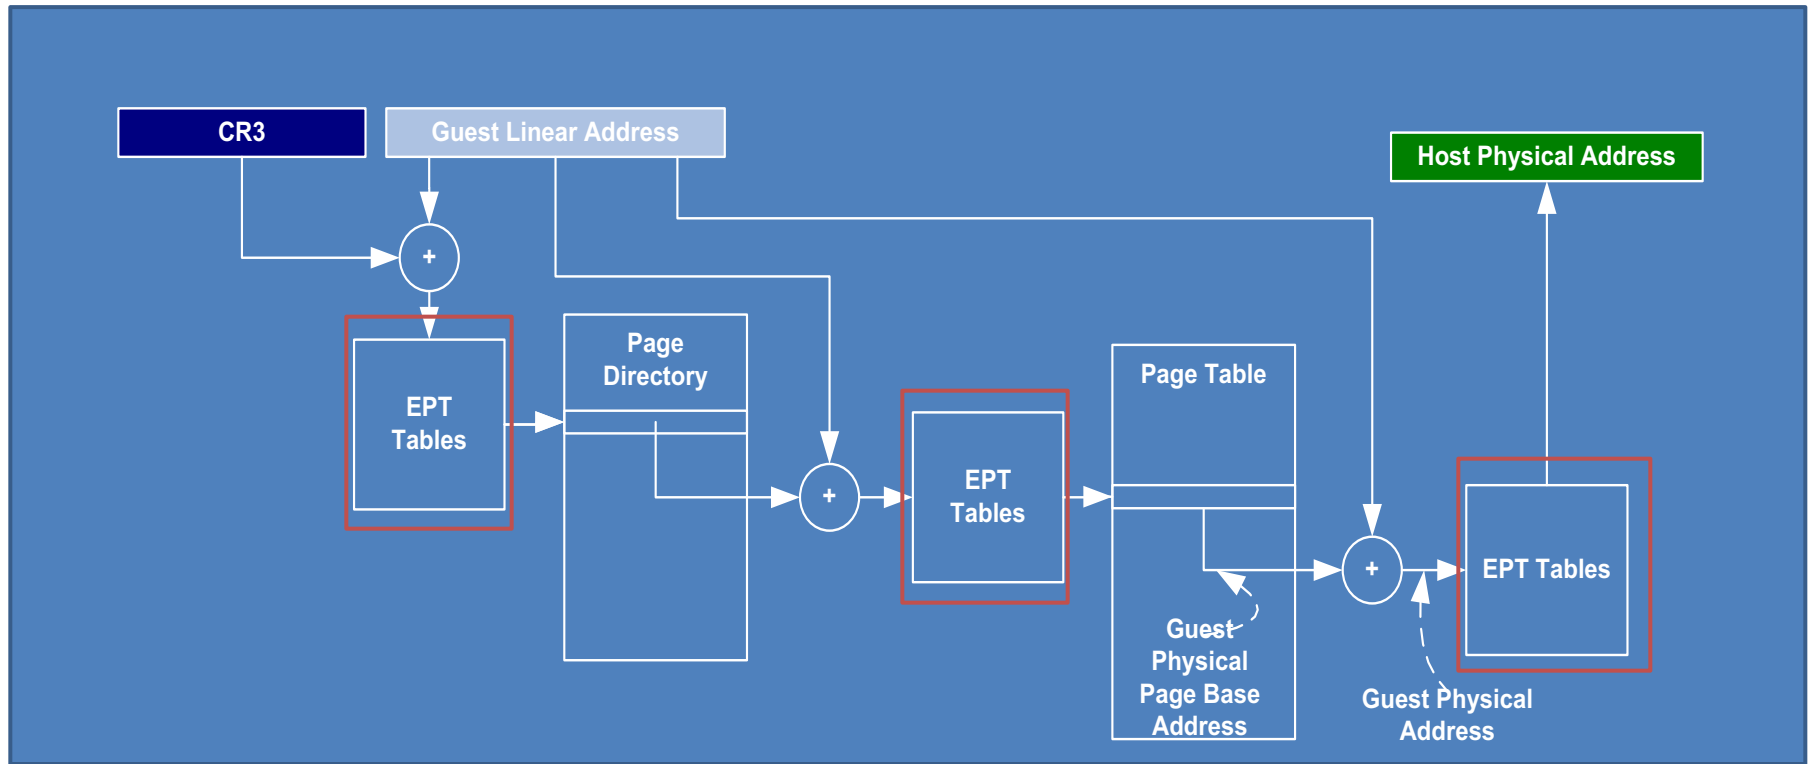 CR3
Guest Linear Address
Host Physical Address
+
Page
Directory
Page Table
EPT
Tables
EPT
Tables
+
+
EPT Tables
Guest
Physical
Page Base
Address
Guest Physical
Address